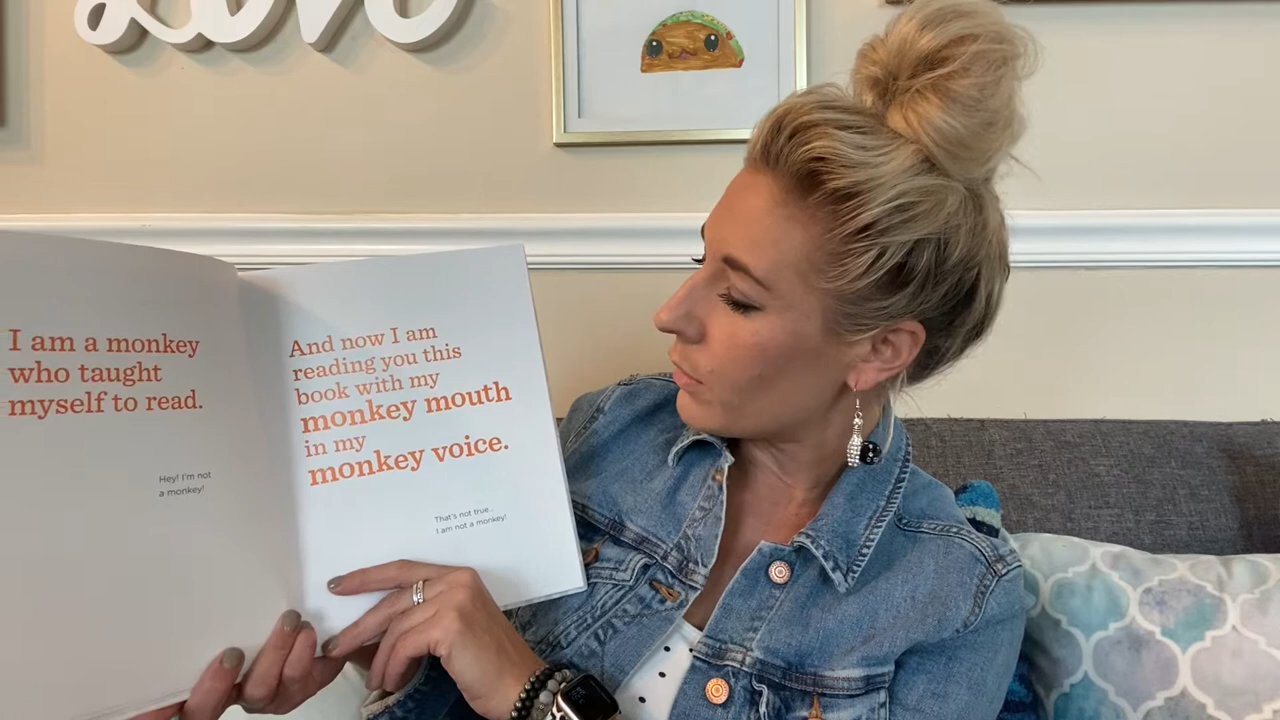 Love
I am a monkey
who taught
myself to read.
Hey! I'm not
a monkey!
And now I am
reading you this
book with my
monkey mouth
in my
monkey voice.
That's not true..
I am not a monkey!